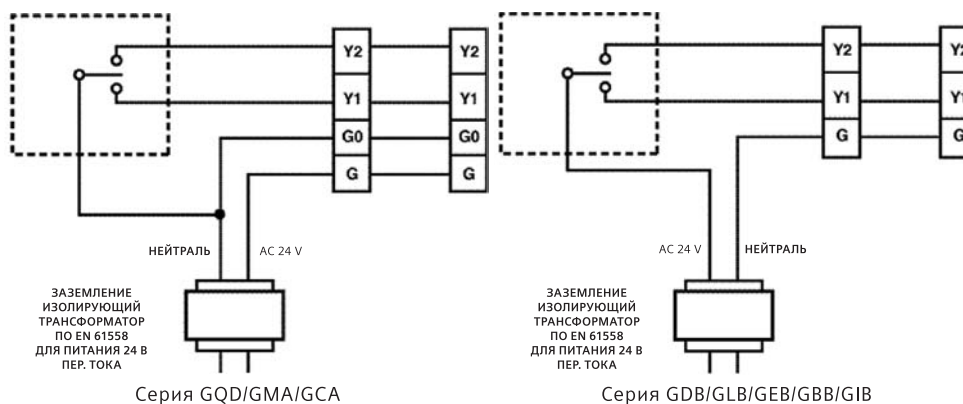 Y2
Y2
Y1
Y1
G0
G0
G
G
НЕЙТРАЛЬ
AC 24 V
ЗАЗЕМЛЕНИЕ
ИЗОЛИРУЮЩИЙ
ТРАНСФОРМАТОР
ПО EN 61558
ДЛЯ ПИТАНИЯ 24 В
ПЕР. ТОКА
Серия GQD/GMA/GCA
Y2
Y2
Y1
Y1
G
G
AC 24 V
НЕЙТРАЛЬ
ЗАЗЕМЛЕНИЕ
ИЗОЛИРУЮЩИЙ
ТРАНСФОРМАТОР
ПО EN 61558
ДЛЯ ПИТАНИЯ 24 В
ПЕР. ТОКА
Серия GDB/GLB/GEB/GBB/GIB